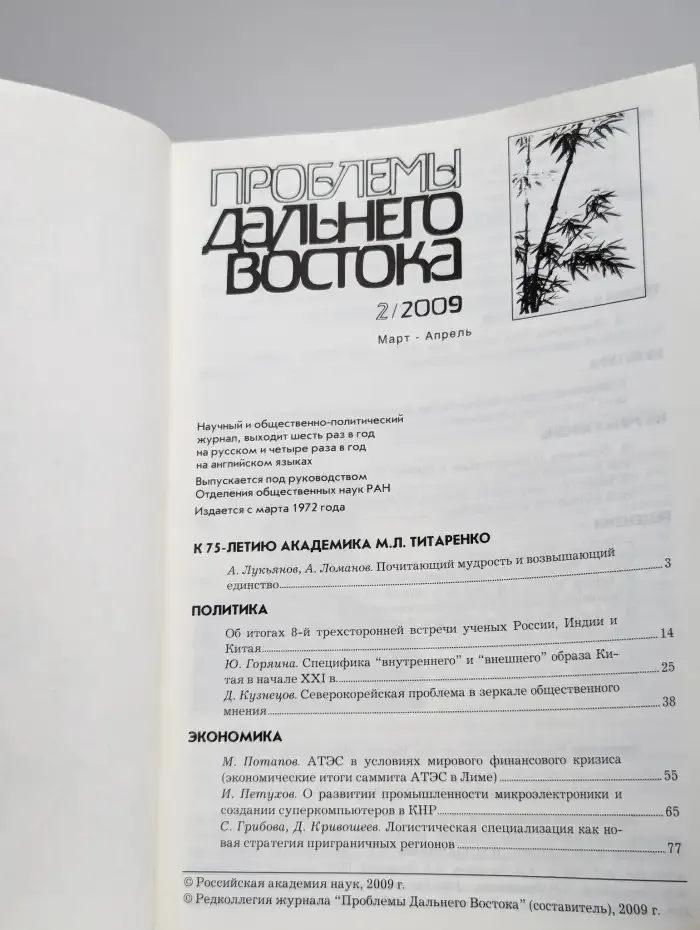 ПРОБЛЕМЫ
ДАЛЬНЕГО
ВОСТОКА
2/2009
Март - Апрель
Научный и общественно-политический
журнал, выходит шесть раз в год
на русском и четыре раза в год
на английском языках
Выпускается под руководством
Отделения общественных наук РАН
Издается с марта 1972 года
К 75-ЛЕТИЮ АКАДЕМИКА М.Л. ТИТАРЕНКО
А. Лукьянов, А. Ломанов. Почитающий мудрость и возвышающий
единство 3
ПОЛИТИКА
Об итогах 8-й трехсторонней встречи ученых России, Индии и
Китая 14
Ю. Горяина. Специфика “внутреннего” и “внешнего” образа Ки-
тая в начале XXI в. 25
Д. Кузнецов. Северокорейская проблема в зеркале общественного
мнения 38
ЭКОНОМИКА
М. Потапов. АТЭС в условиях мирового финансового кризиса
(экономические итоги саммита АТЭС в Лиме) 55
И. Петухов. О развитии промышленности микроэлектроники и
создании суперкомпьютеров в КНР 65
С. Грибова, Д. Кривошеев. Логистическая специализация как но-
вая стратегия приграничных регионов 77
© Российская академия наук, 2009 г.
© Редколлегия журнала “Проблемы Дальнего Востока” (составитель), 2009 г.